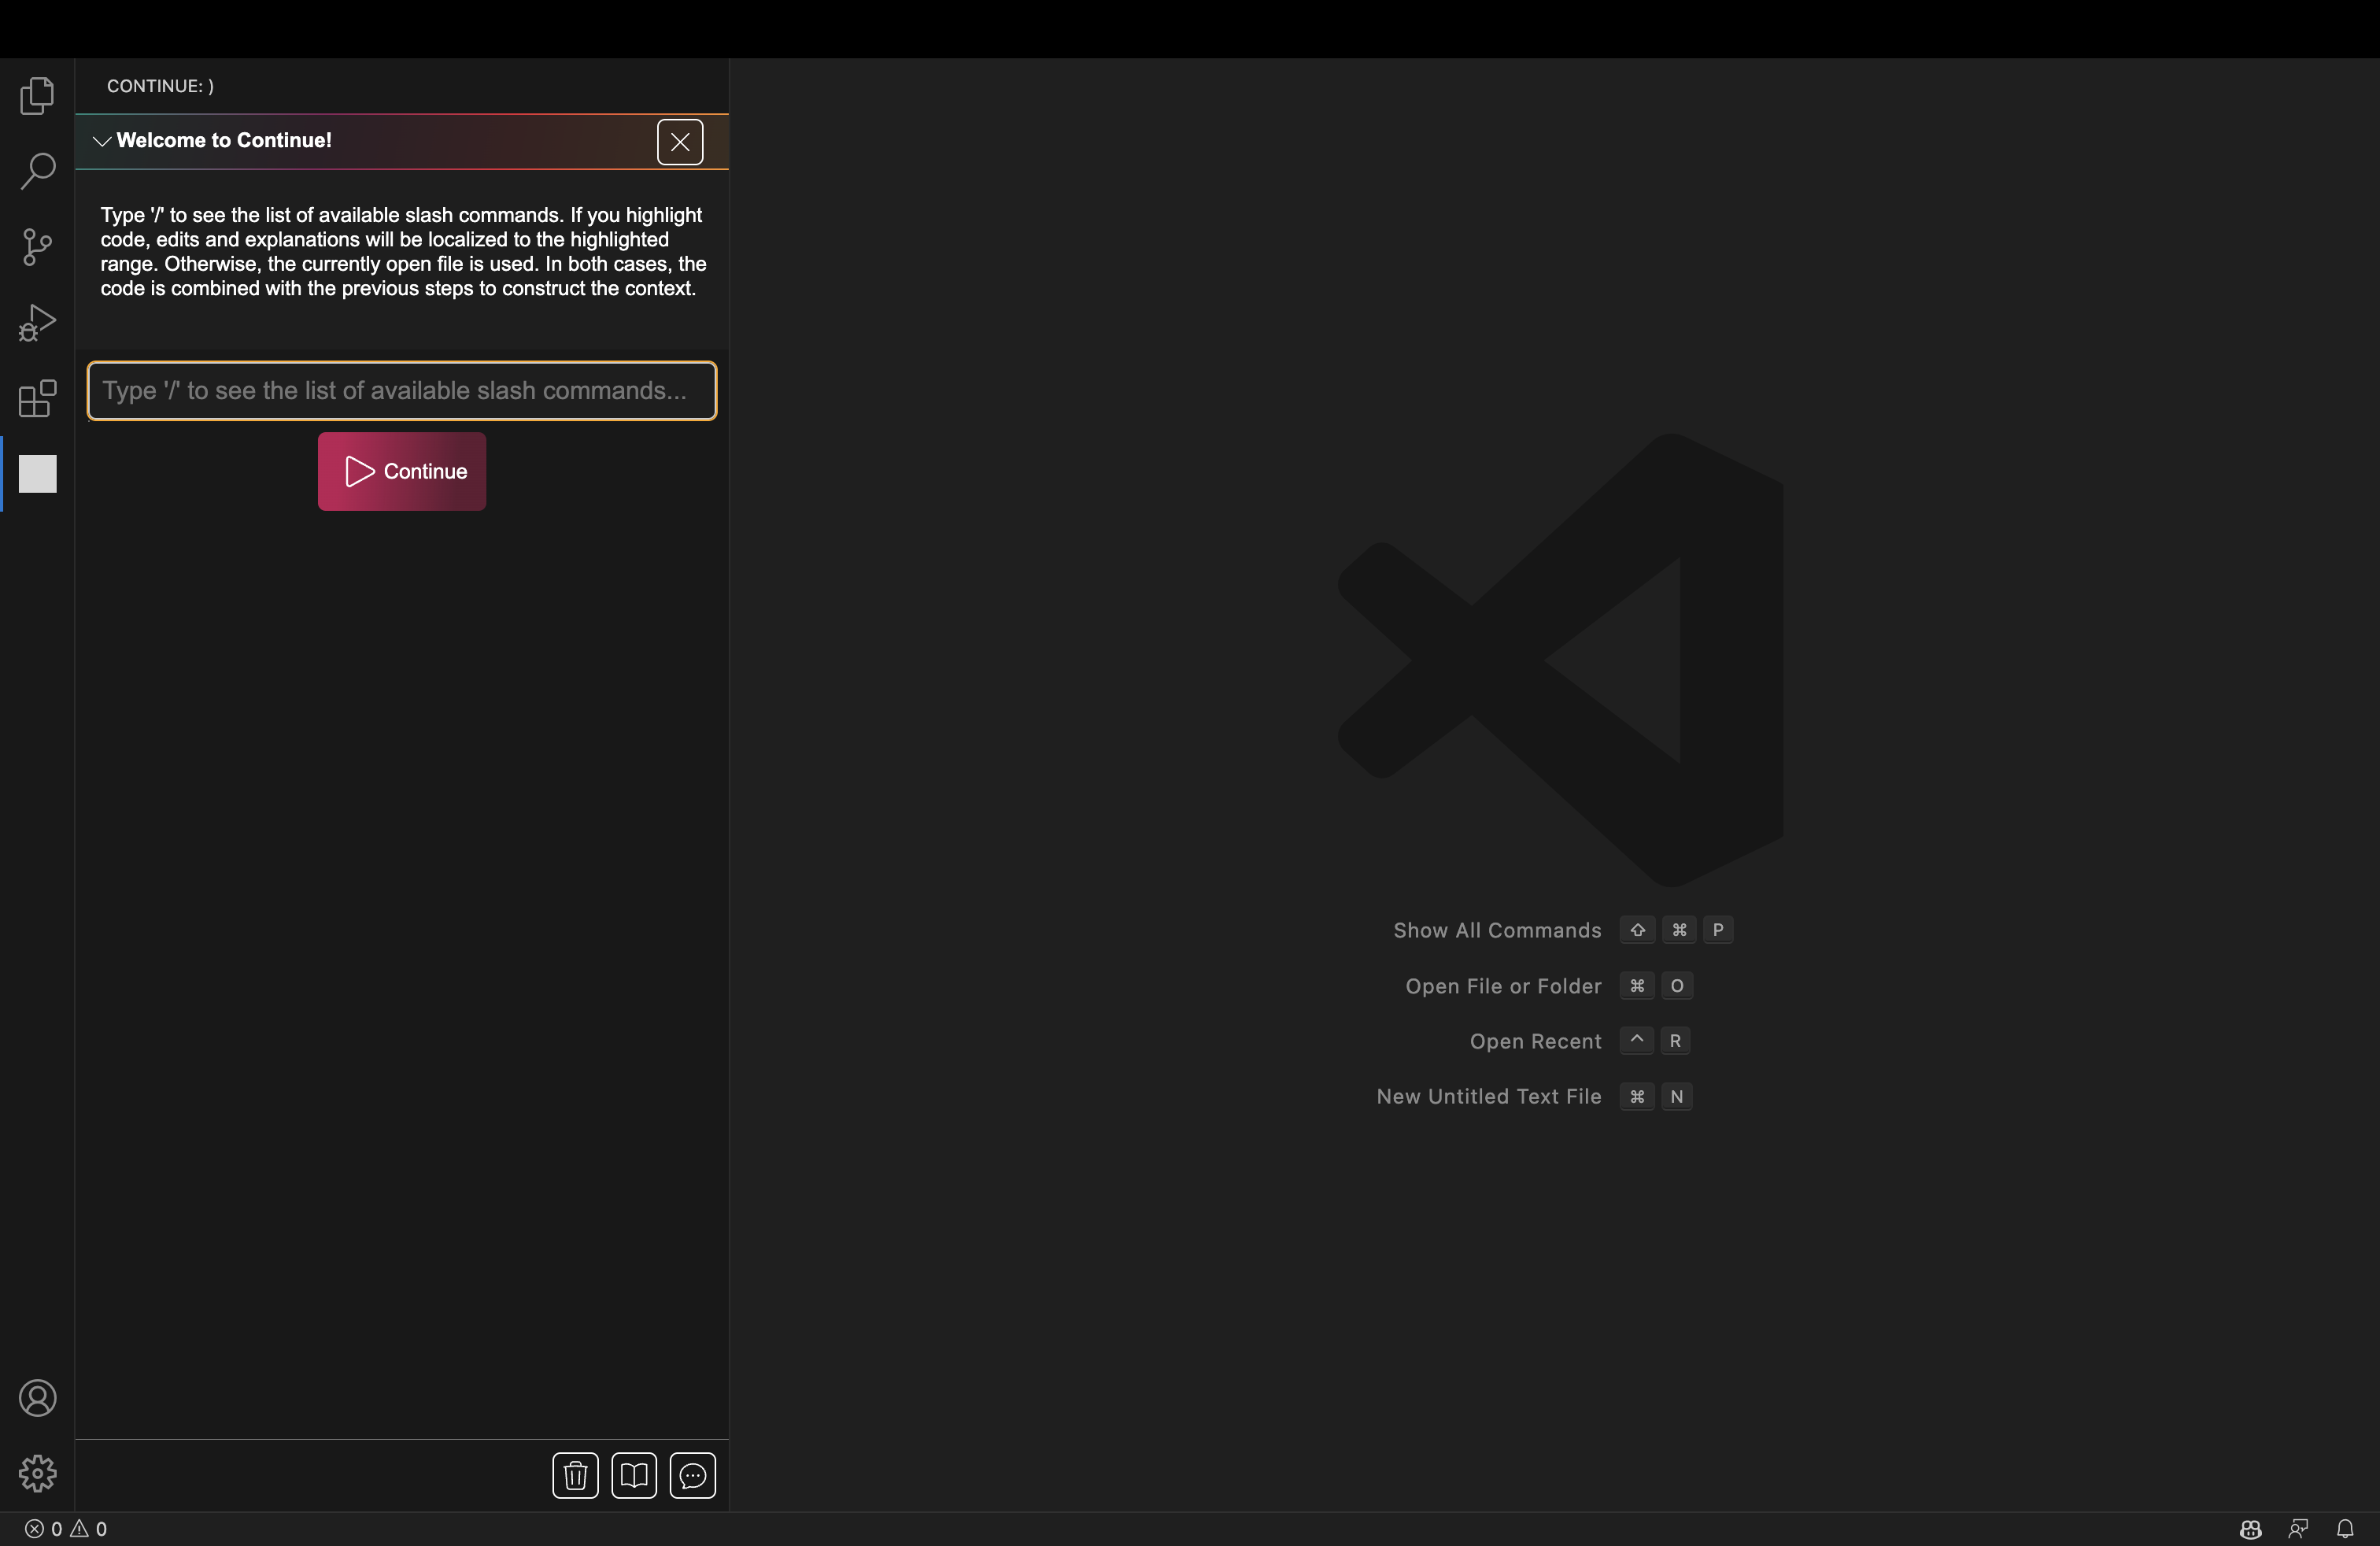 CONTINUE: )
Welcome to Continue!
Type '/' to see the list of available slash commands. If you highlight
code, edits and explanations will be localized to the highlighted
range. Otherwise, the currently open file is used. In both cases, the
code is combined with the previous steps to construct the context.
Type '/' to see the list of available slash commands...
Continue
Show All Commands ⇧ ⌘ P
Open File or Folder ⌘ O
Open Recent ^ R
New Untitled Text File ⌘ N
0 0